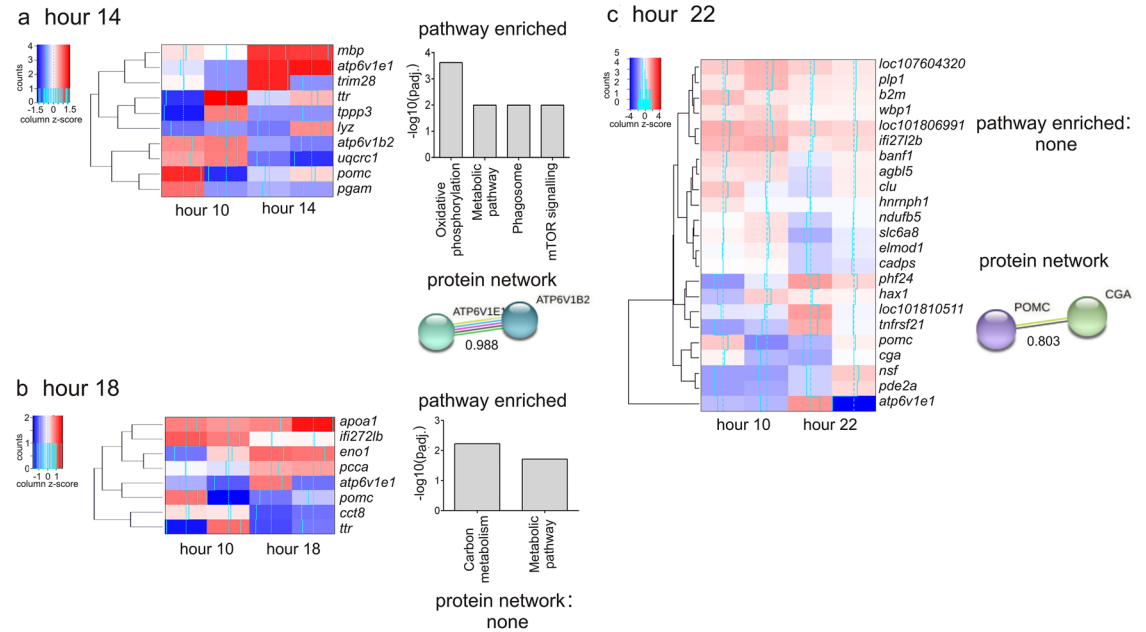 a hour 14
4
3
2
1
0
counts
-1.5 0 1.5
column z-score
mbp
atp6v1e1
trim28
ttr
tppp3
lyz
atp6v1b2
uqcrc1
pomc
pgam
hour 10 hour 14
pathway enriched
4
3
2
1
0
-log10(padj.)
Oxidative
phosphorylation
Metabolic
pathway
Phagosome
mTOR signalling
protein network
ATP6V1E1
ATP6V1B2
0.988
b hour 18
2
1
0
counts
-1 0 1
column z-score
apoa1
ifi272lb
eno1
pcca
atp6v1e1
pomc
cct8
ttr
hour 10 hour 18
pathway enriched
3
2
1
0
-log10(padj.)
Carbon
metabolism
Metabolic
pathway
protein network:
none
c hour 22
5
4
3
2
1
0
counts
-4 0 4
column z-score
loc107604320
plp1
b2m
wbp1
loc101806991
ifi27l2b
banf1
agbl5
clu
hnrnph1
ndufb5
slc6a8
elmod1
cadps
phf24
hax1
loc101810511
tnfrsf21
pomc
cga
nsf
pde2a
atp6v1e1
hour 10 hour 22
pathway enriched:
none
protein network
POMC
CGA
0.803